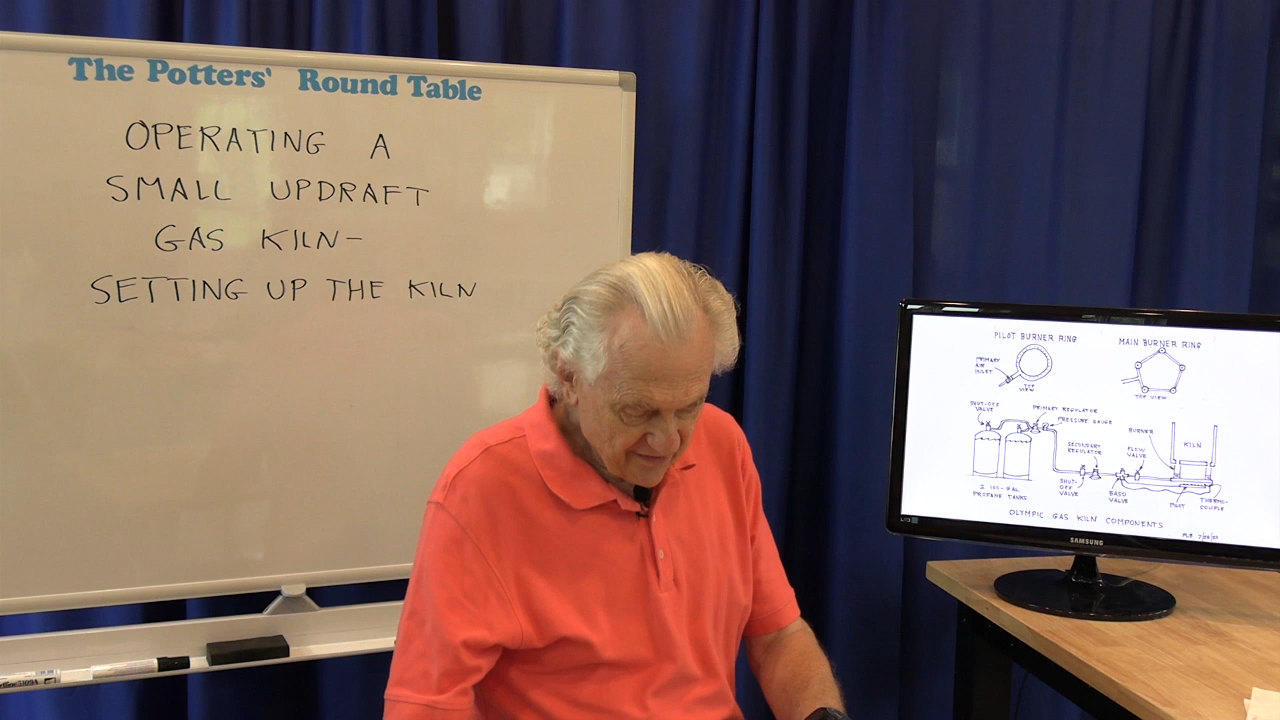 The Potters' Round Table
OPERATING A
SMALL UPDRAFT
GAS KILN-
SETTING UP THE KILN
PILOT BURNER RING
MAIN BURNER RING
PRIMARY
AIR
INLET
TOP
VIEW
TOP VIEW
SHUT-OFF
VALVE
PRIMARY REGULATOR
PRESSURE GAUGE
SECONDARY
REGULATOR
BURNER
FLOW
VALVE
KILN
SHUT-
OFF
VALVE
BASO
VALVE
PILOT
THERMO-
COUPLE
PROPANE TANKS
OLYMPIC GAS KILN COMPONENTS
SAMSUNG